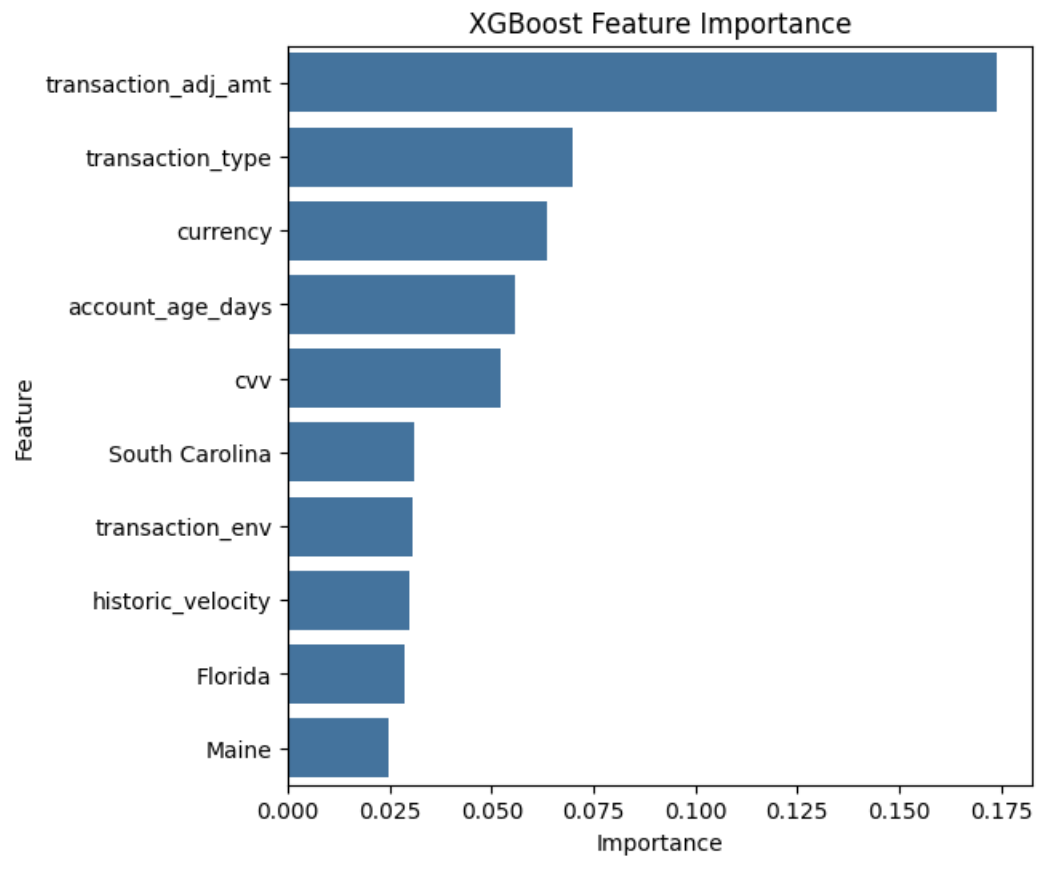 XGBoost Feature Importance
transaction_adj_amt
transaction_type
currency
account_age_days
cvv
South Carolina
transaction_env
historic_velocity
Florida
Maine
Feature
0.000 0.025 0.050 0.075 0.100 0.125 0.150 0.175
Importance